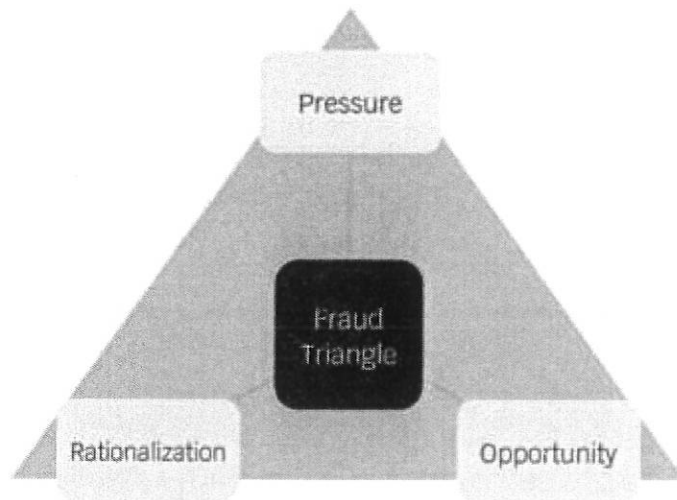 Pressure
Fraud
Triangle
Rationalization
Opportunity